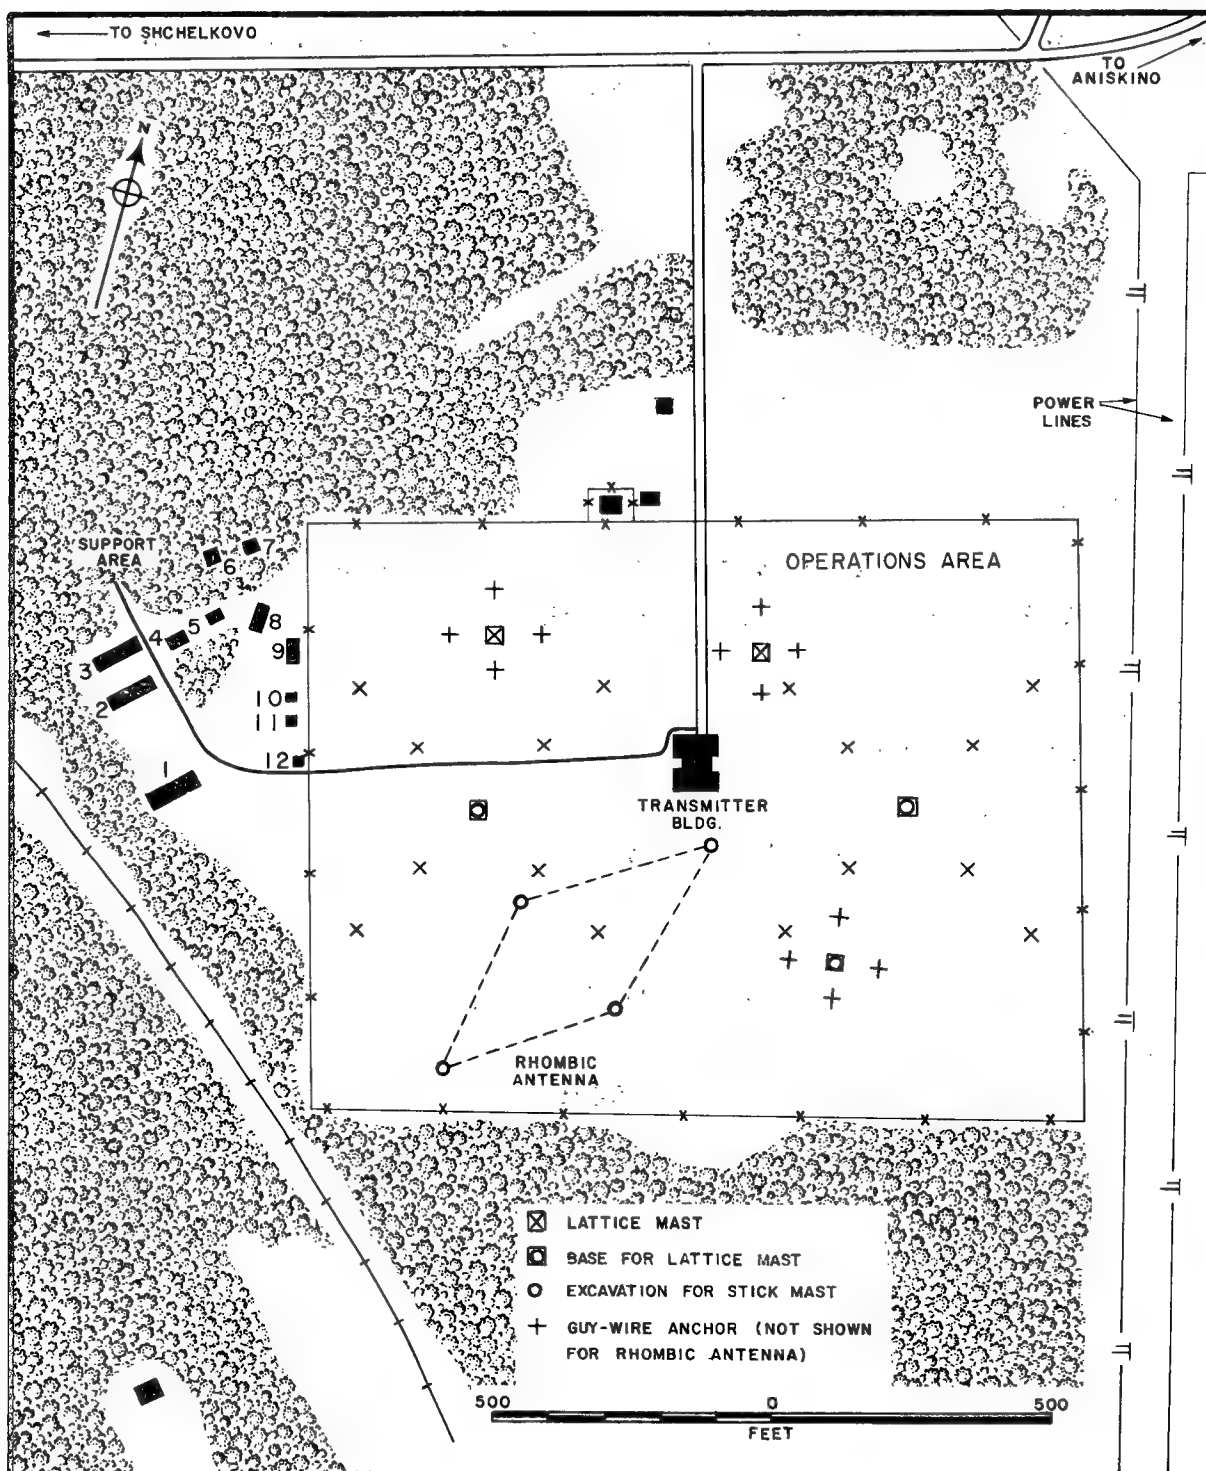 TO SHCHELKOVO
TO
ANISKINO
N
POWER
LINES
SUPPORT
AREA
OPERATIONS AREA
7
6
5
4
8
3
9
2
10
11
12
1
TRANSMITTER
BLDG.
RHOMBIC
ANTENNA
LATTICE MAST
BASE FOR LATTICE MAST
EXCAVATION FOR STICK MAST
GUY-WIRE ANCHOR (NOT SHOWN
FOR RHOMBIC ANTENNA)
500 0 500
FEET